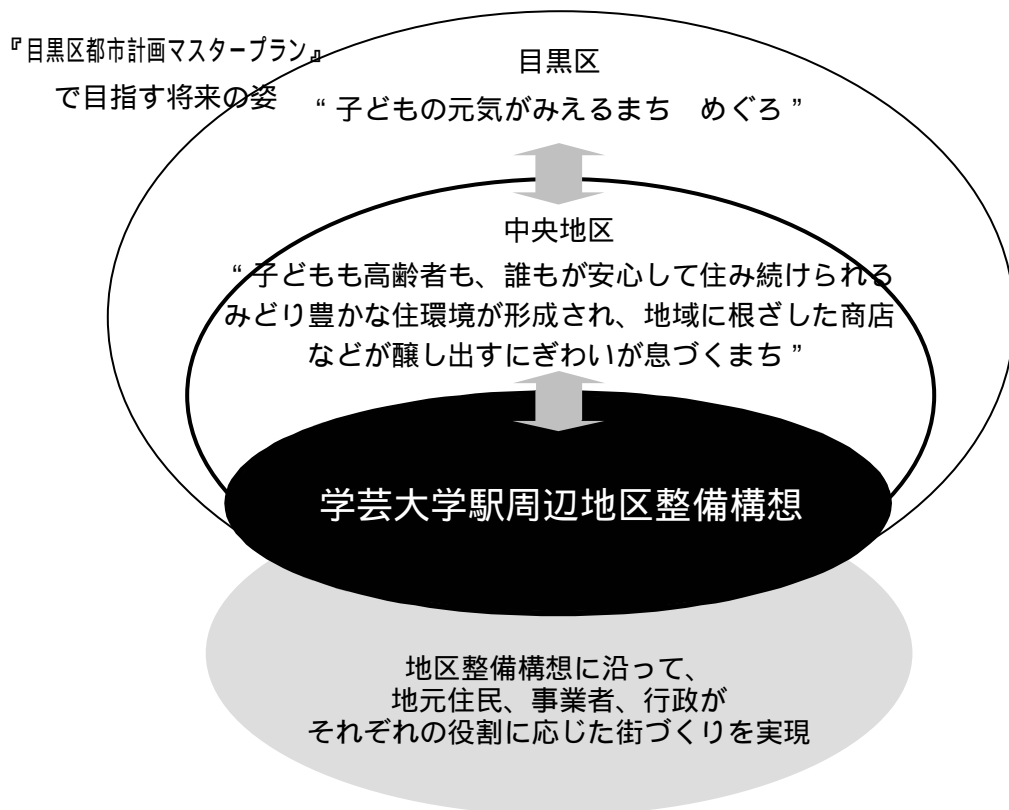 『目黒区都市計画マスタープラン』
で目指す将来の姿
目黒区
“子どもの元気がみえるまち　めぐろ”
中央地区
“子どもも高齢者も、誰もが安心して住み続けられる
みどり豊かな住環境が形成され、地域に根ざした商店
などが醸し出すにぎわいが息づくまち”
学芸大学駅周辺地区整備構想
地区整備構想に沿って、
地元住民、事業者、行政が
それぞれの役割に応じた街づくりを実現